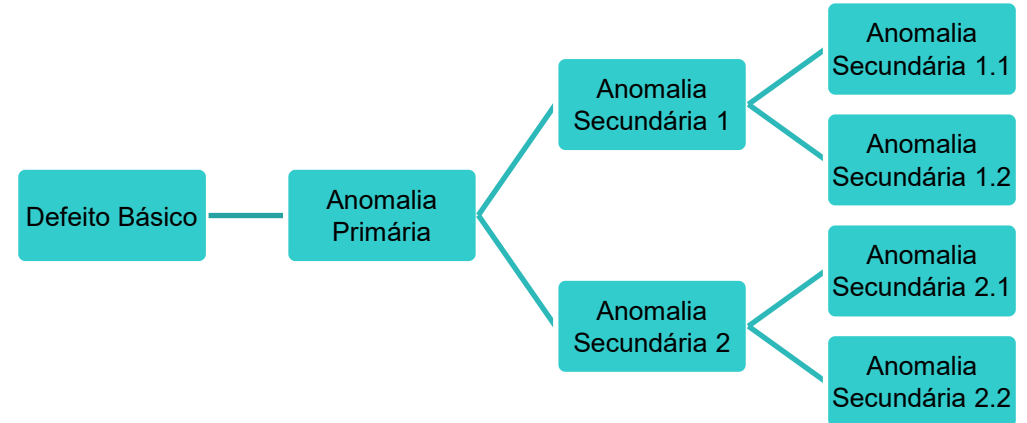 Defeito Básico
Anomalia
Primária
Anomalia
Secundária 1
Anomalia
Secundária 1.1
Anomalia
Secundária 1.2
Anomalia
Secundária 2
Anomalia
Secundária 2.1
Anomalia
Secundária 2.2